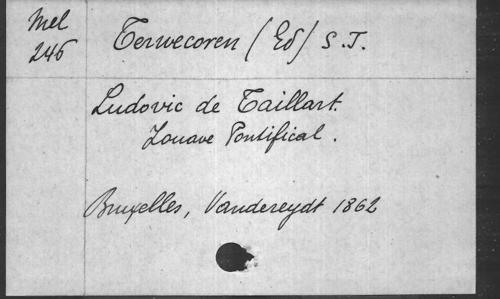 Mel
246
Terwecoren (Ed) S.J.
Ludovic de Taillart.
Zouave Pontifical.
Bruxelles, Vandereydt 1862